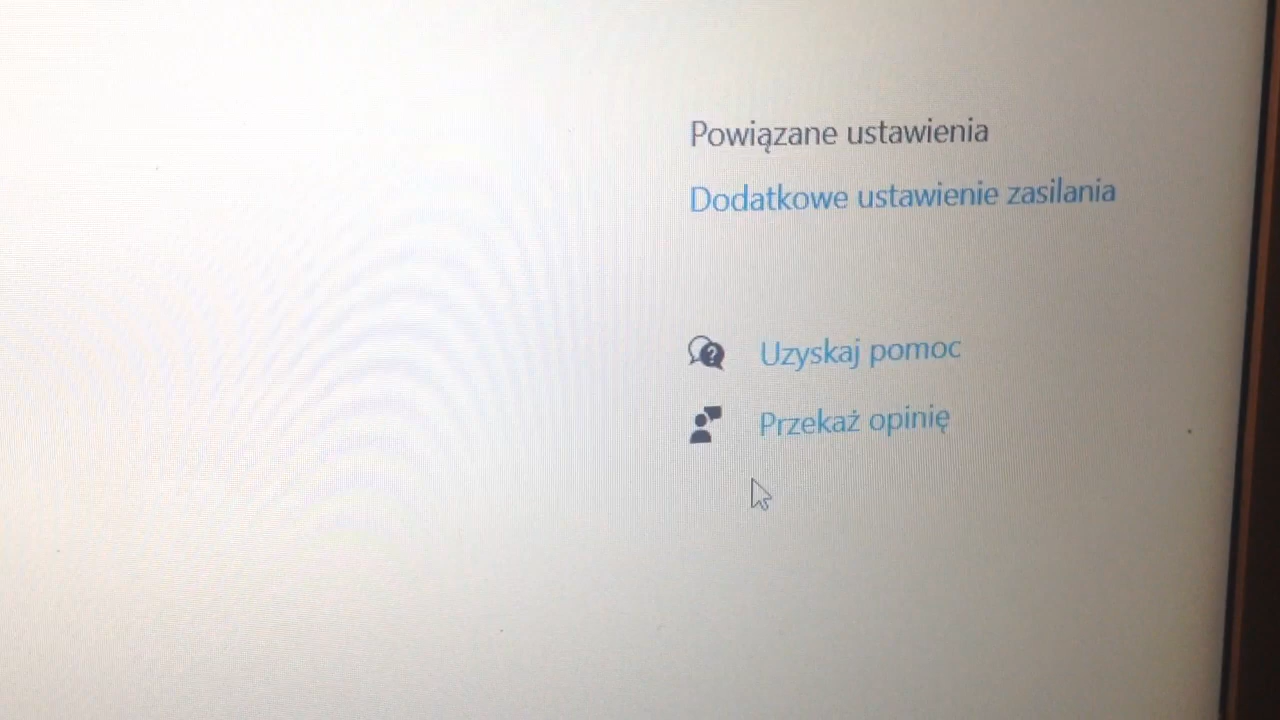 Powiązane ustawienia
Dodatkowe ustawienie zasilania
Uzyskaj pomoc
Przekaż opinię